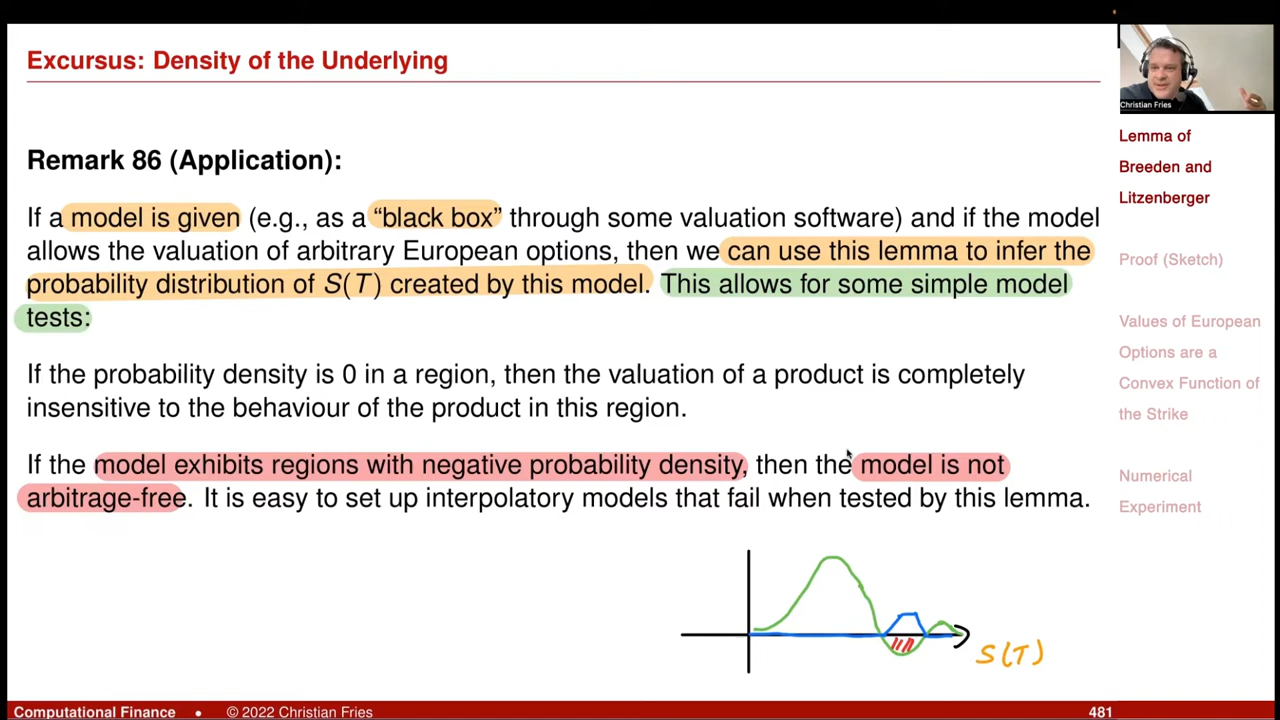 Excursus: Density of the Underlying
Christian Fries
Lemma of
Breeden and
Litzenberger
Proof (Sketch)
Values of European
Options are a
Convex Function of
the Strike
Numerical
Experiment
Remark 86 (Application):
If a model is given (e.g., as a “black box” through some valuation software) and if the model
allows the valuation of arbitrary European options, then we can use this lemma to infer the
probability distribution of S(T) created by this model. This allows for some simple model
tests:
If the probability density is 0 in a region, then the valuation of a product is completely
insensitive to the behaviour of the product in this region.
If the model exhibits regions with negative probability density, then the model is not
arbitrage-free. It is easy to set up interpolatory models that fail when tested by this lemma.
S(T)
Computational Finance • © 2022 Christian Fries 481